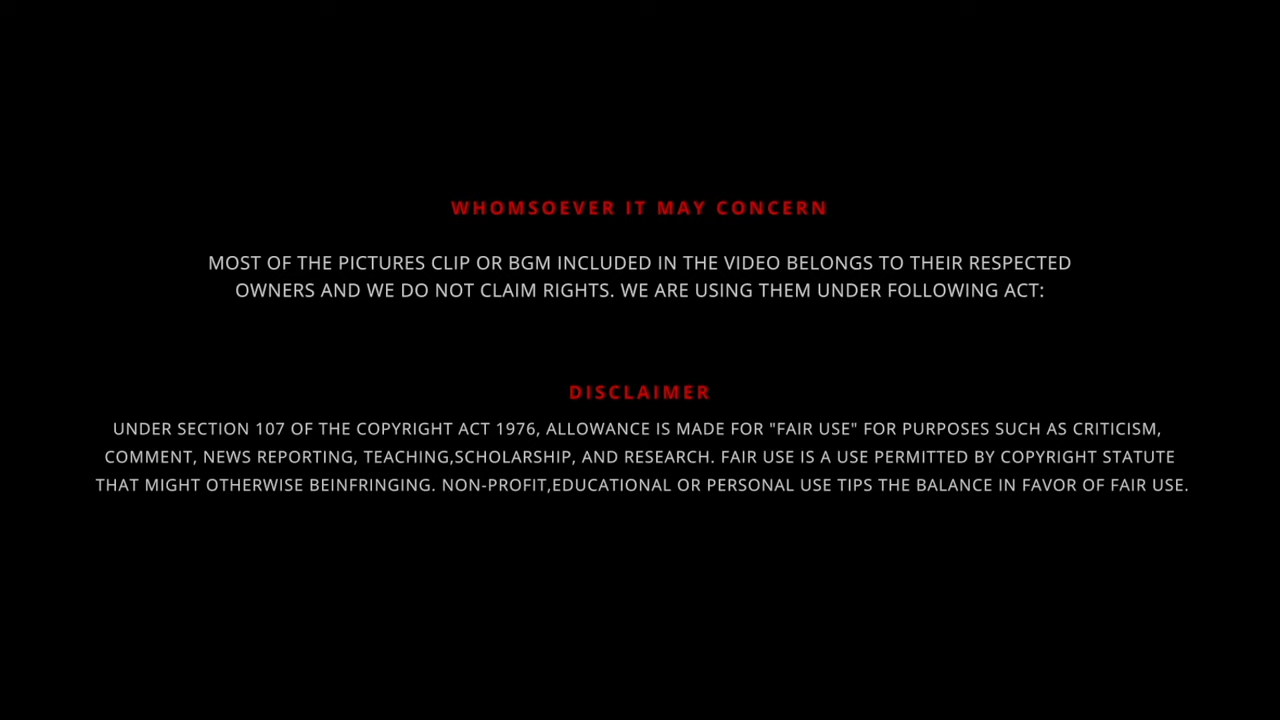 WHOMSOEVER IT MAY CONCERN
MOST OF THE PICTURES CLIP OR BGM INCLUDED IN THE VIDEO BELONGS TO THEIR RESPECTED
OWNERS AND WE DO NOT CLAIM RIGHTS. WE ARE USING THEM UNDER FOLLOWING ACT:
DISCLAIMER
UNDER SECTION 107 OF THE COPYRIGHT ACT 1976, ALLOWANCE IS MADE FOR "FAIR USE" FOR PURPOSES SUCH AS CRITICISM,
COMMENT, NEWS REPORTING, TEACHING,SCHOLARSHIP, AND RESEARCH. FAIR USE IS A USE PERMITTED BY COPYRIGHT STATUTE
THAT MIGHT OTHERWISE BEINFRINGING. NON-PROFIT,EDUCATIONAL OR PERSONAL USE TIPS THE BALANCE IN FAVOR OF FAIR USE.